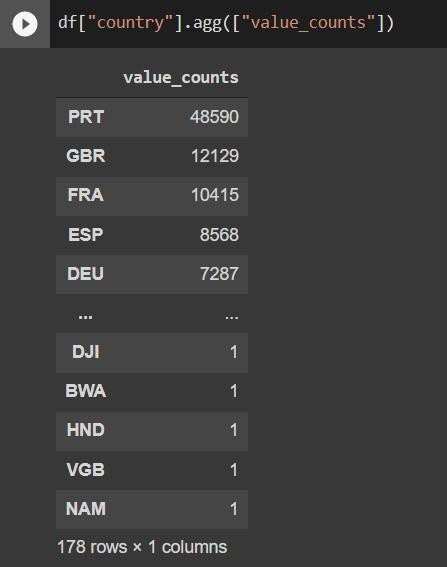 df["country"].agg(["value_counts"])
value_counts
PRT 48590
GBR 12129
FRA 10415
ESP 8568
DEU 7287
... ...
DJI 1
BWA 1
HND 1
VGB 1
NAM 1
178 rows × 1 columns